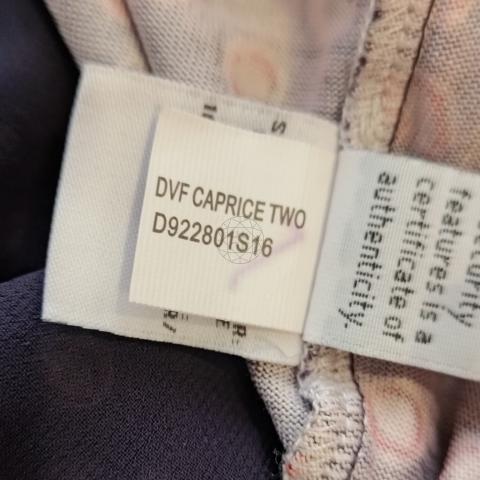 DVF CAPRICE TWO
D922801S16
security
features is a
certificate of
authenticity.